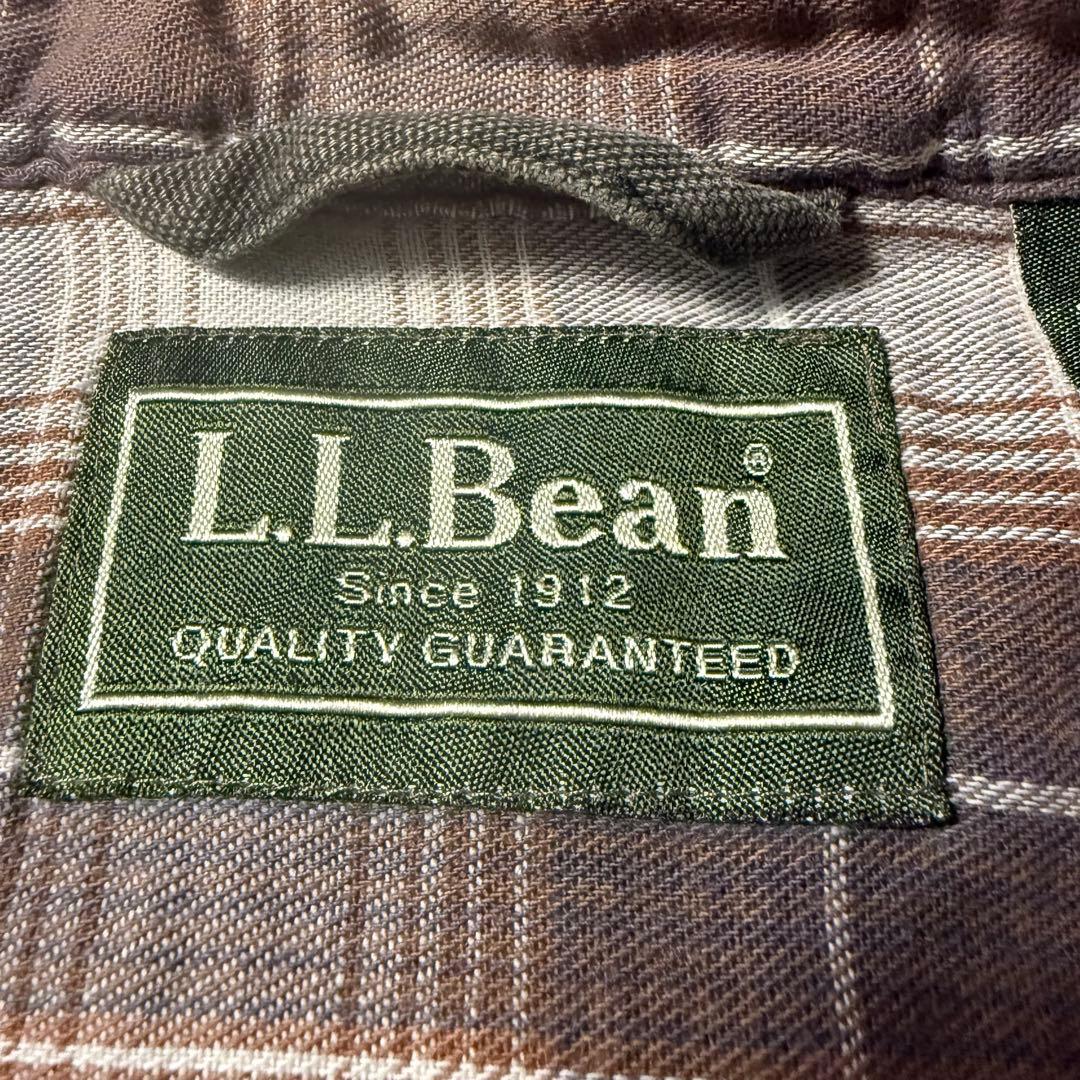 L.L.Bean®
Since 1912
QUALITY GUARANTEED